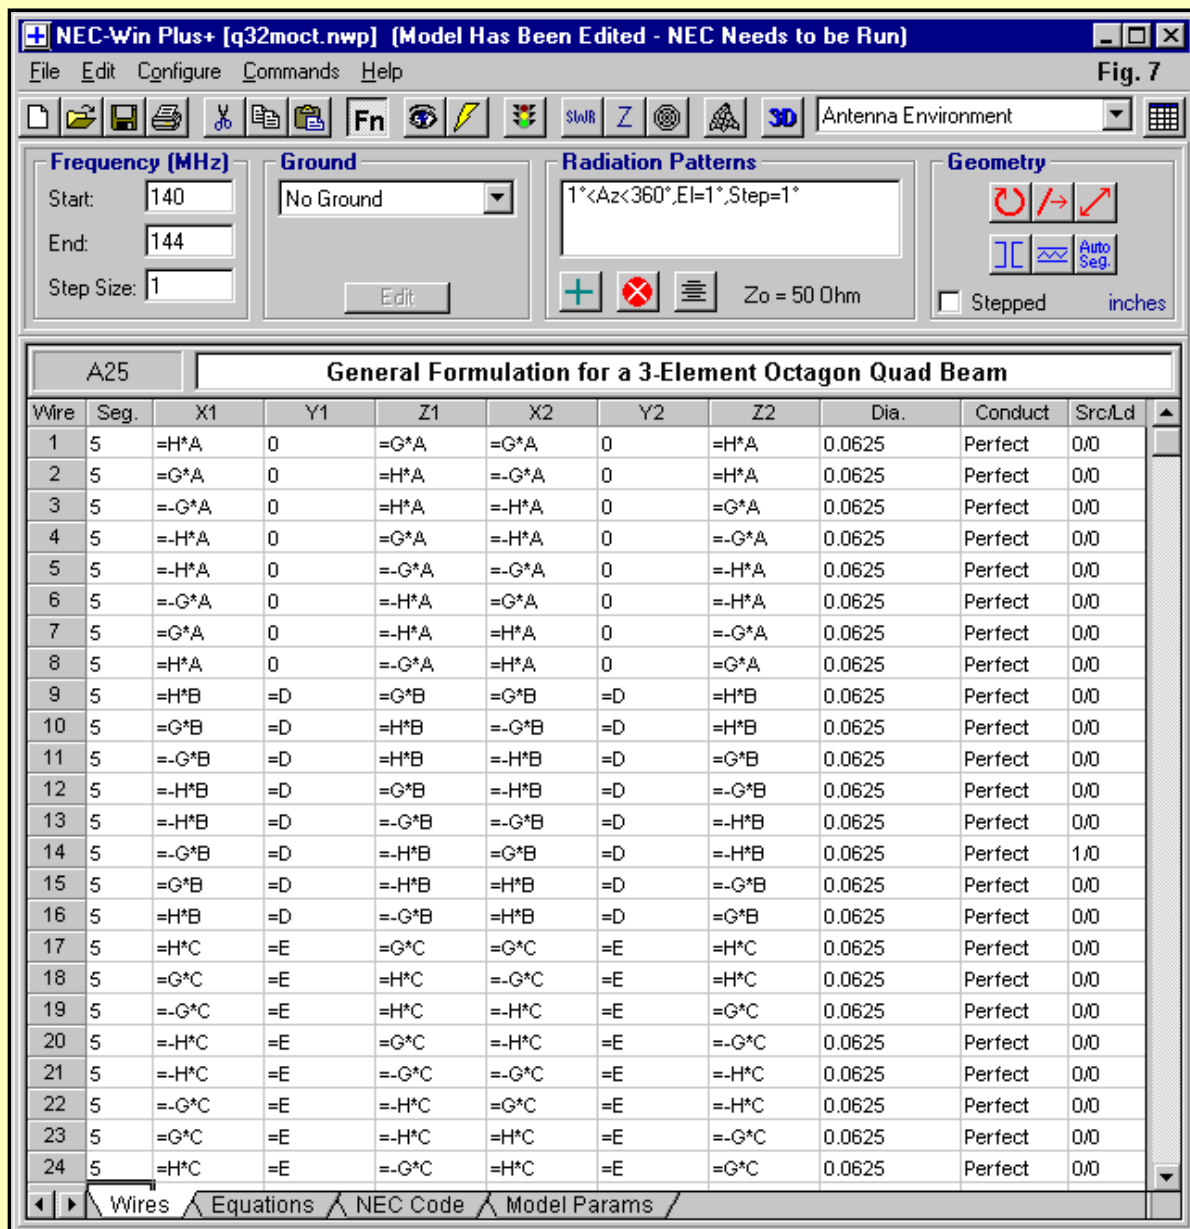 NEC-Win Plus+ [q32moct.nwp] (Model Has Been Edited - NEC Needs to be Run)
File Edit Configure Commands Help Fig. 7
Fn SWR Z 3D Antenna Environment
Frequency (MHz) Ground Radiation Patterns Geometry
Start: 140 No Ground 1°<Az<360°,El=1°,Step=1°
End: 144 Auto Seg.
Step Size: 1 Edit Zo = 50 Ohm Stepped inches
A25 General Formulation for a 3-Element Octagon Quad Beam
Wire Seg. X1 Y1 Z1 X2 Y2 Z2 Dia. Conduct Src/Ld
1 5 =H*A 0 =G*A =G*A 0 =H*A 0.0625 Perfect 0/0
2 5 =G*A 0 =H*A =-G*A 0 =H*A 0.0625 Perfect 0/0
3 5 =-G*A 0 =H*A =-H*A 0 =G*A 0.0625 Perfect 0/0
4 5 =-H*A 0 =G*A =-H*A 0 =-G*A 0.0625 Perfect 0/0
5 5 =-H*A 0 =-G*A =-G*A 0 =-H*A 0.0625 Perfect 0/0
6 5 =-G*A 0 =-H*A =G*A 0 =-H*A 0.0625 Perfect 0/0
7 5 =G*A 0 =-H*A =H*A 0 =-G*A 0.0625 Perfect 0/0
8 5 =H*A 0 =-G*A =H*A 0 =G*A 0.0625 Perfect 0/0
9 5 =H*B =D =G*B =G*B =D =H*B 0.0625 Perfect 0/0
10 5 =G*B =D =H*B =-G*B =D =H*B 0.0625 Perfect 0/0
11 5 =-G*B =D =H*B =-H*B =D =G*B 0.0625 Perfect 0/0
12 5 =-H*B =D =G*B =-H*B =D =-G*B 0.0625 Perfect 0/0
13 5 =-H*B =D =-G*B =-G*B =D =-H*B 0.0625 Perfect 0/0
14 5 =-G*B =D =-H*B =G*B =D =-H*B 0.0625 Perfect 1/0
15 5 =G*B =D =-H*B =H*B =D =-G*B 0.0625 Perfect 0/0
16 5 =H*B =D =-G*B =H*B =D =G*B 0.0625 Perfect 0/0
17 5 =H*C =E =G*C =G*C =E =H*C 0.0625 Perfect 0/0
18 5 =G*C =E =H*C =-G*C =E =H*C 0.0625 Perfect 0/0
19 5 =-G*C =E =H*C =-H*C =E =G*C 0.0625 Perfect 0/0
20 5 =-H*C =E =G*C =-H*C =E =-G*C 0.0625 Perfect 0/0
21 5 =-H*C =E =-G*C =-G*C =E =-H*C 0.0625 Perfect 0/0
22 5 =-G*C =E =-H*C =G*C =E =-H*C 0.0625 Perfect 0/0
23 5 =G*C =E =-H*C =H*C =E =-G*C 0.0625 Perfect 0/0
24 5 =H*C =E =-G*C =H*C =E =G*C 0.0625 Perfect 0/0
Wires Equations NEC Code Model Params